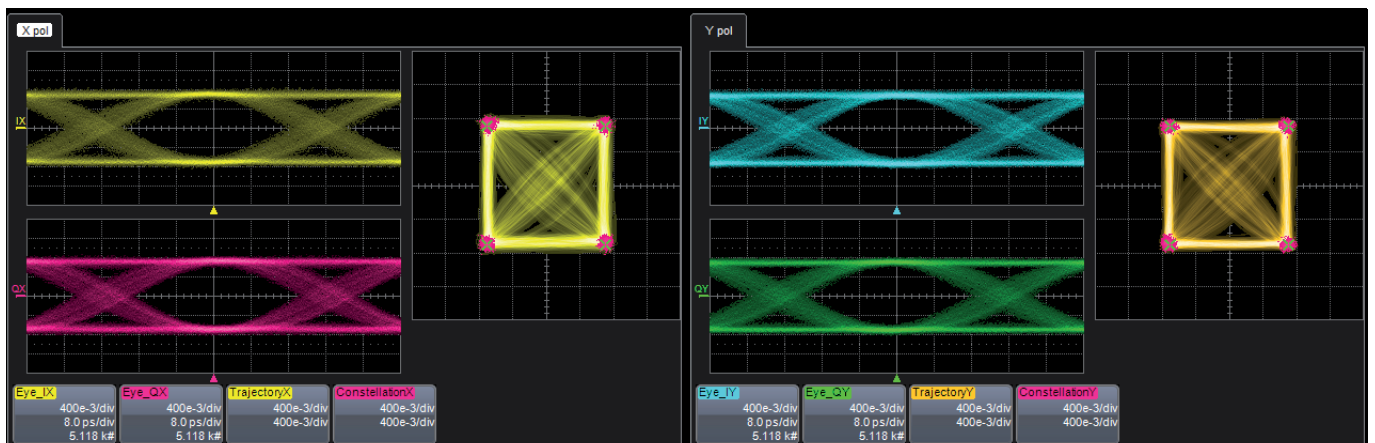 X pol
IX
QX
Eye_IX
400e-3/div
8.0 ps/div
5.118 k#
Eye_QX
400e-3/div
8.0 ps/div
5.118 k#
TrajectoryX
400e-3/div
400e-3/div
ConstellationX
400e-3/div
400e-3/div
Y pol
IY
QY
Eye_IY
400e-3/div
8.0 ps/div
5.118 k#
Eye_QY
400e-3/div
8.0 ps/div
5.118 k#
TrajectoryY
400e-3/div
400e-3/div
ConstellationY
400e-3/div
400e-3/div